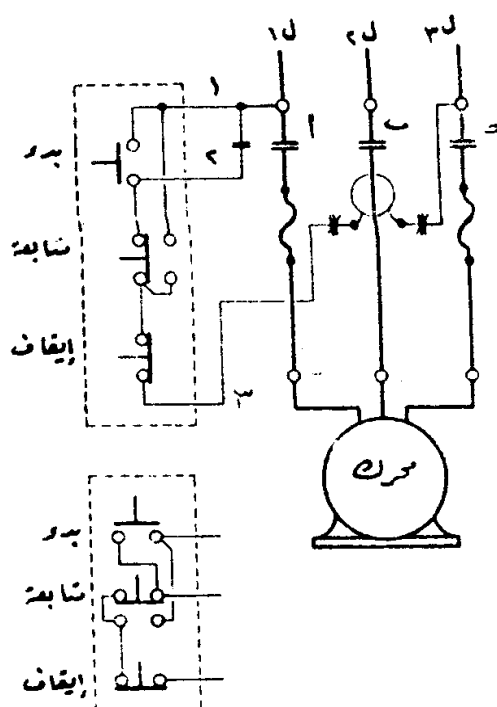 ل١
ل٢
ل٣
١
أ
ب
٢
بدء
متابعة
إيقاف
٣
محرك
بدء
متابعة
إيقاف